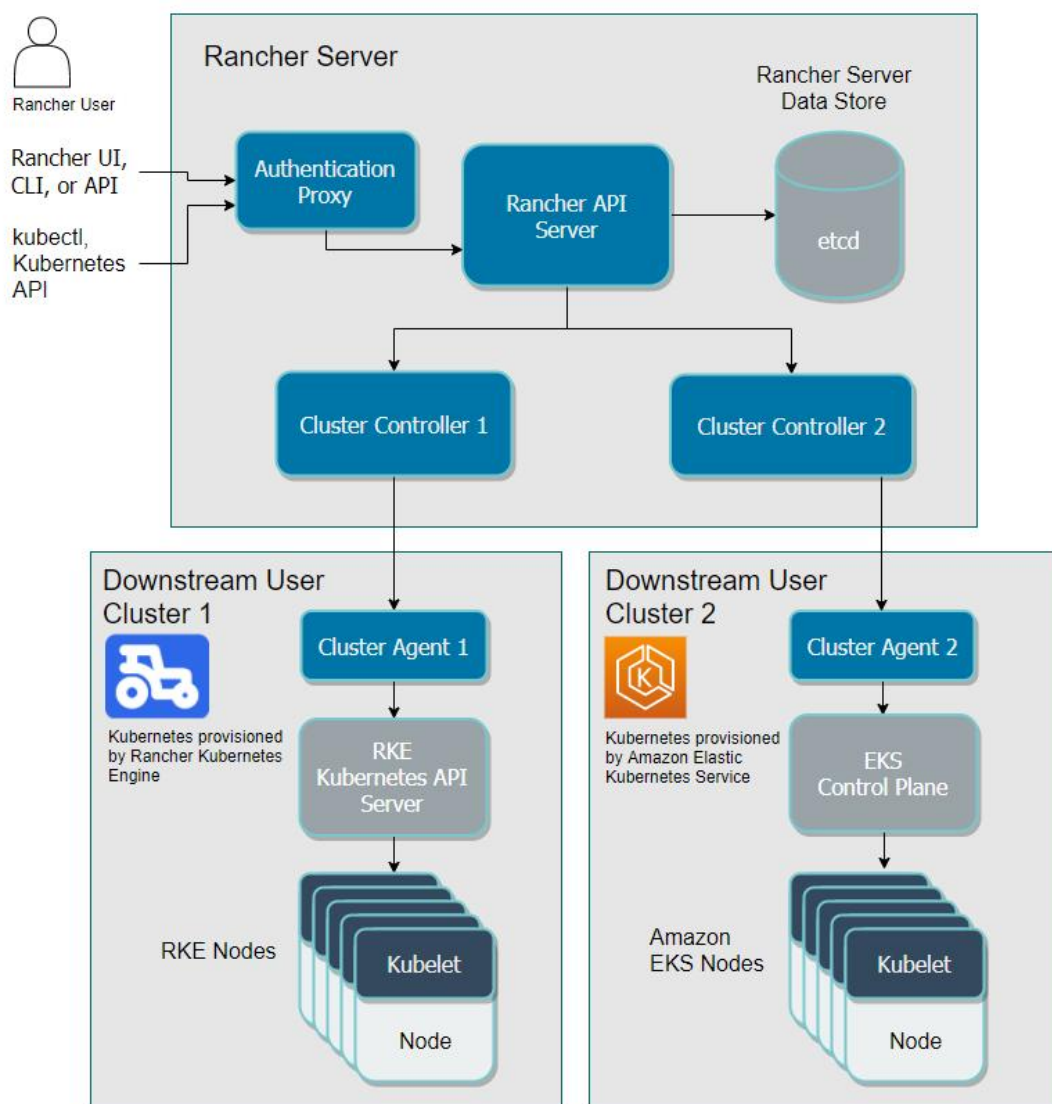 Rancher User
Rancher UI,
CLI, or API
kubectl,
Kubernetes
API
Rancher Server
Authentication
Proxy
Rancher API
Server
Rancher Server
Data Store
etcd
Cluster Controller 1
Cluster Controller 2
Downstream User
Cluster 1
Cluster Agent 1
Kubernetes provisioned
by Rancher Kubernetes
Engine
RKE
Kubernetes API
Server
RKE Nodes
Kubelet
Node
Downstream User
Cluster 2
K
Cluster Agent 2
Kubernetes provisioned
by Amazon Elastic
Kubernetes Service
EKS
Control Plane
Amazon
EKS Nodes
Kubelet
Node